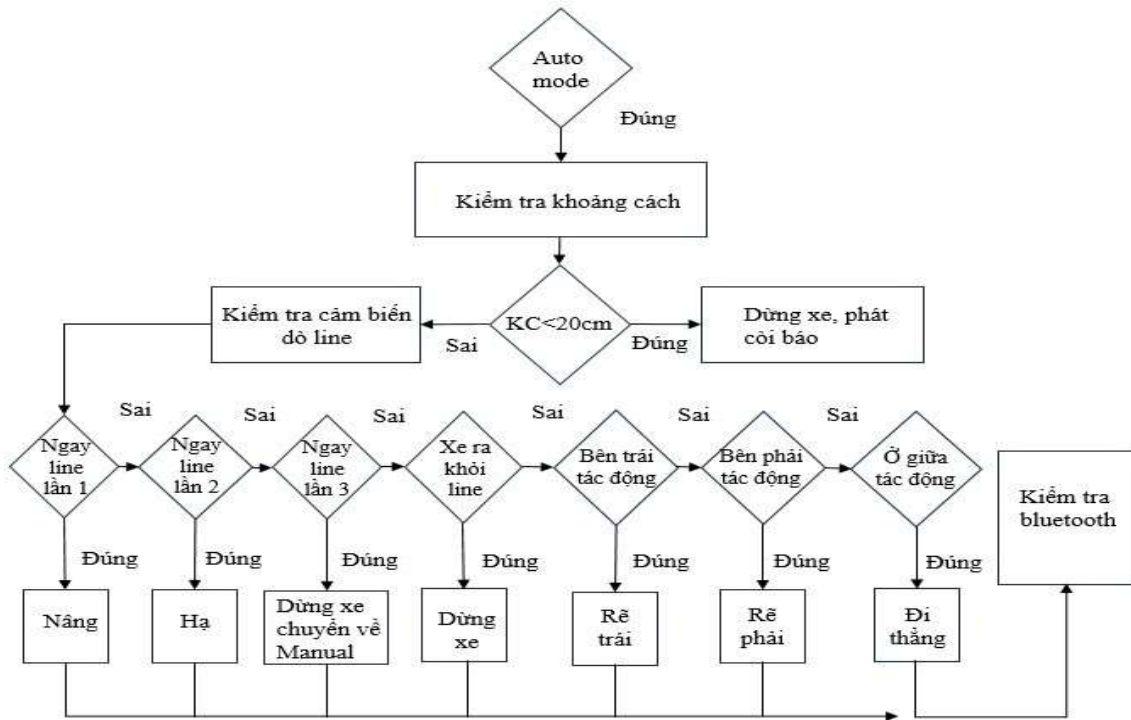 Auto
mode
Đúng
Kiểm tra khoảng cách
Kiểm tra cảm biến
dò line
KC<20cm
Sai
Đúng
Dừng xe, phát
còi báo
Sai
Sai
Sai
Sai
Sai
Sai
Ngay
line
lần 1
Ngay
line
lần 2
Ngay
line
lần 3
Xe ra
khỏi
line
Bên trái
tác động
Bên phải
tác động
Ở giữa
tác động
Kiểm tra
bluetooth
Đúng
Đúng
Đúng
Đúng
Đúng
Đúng
Đúng
Nâng
Hạ
Dừng xe
chuyển về
Manual
Dừng
xe
Rẽ
trái
Rẽ
phải
Đi
thẳng